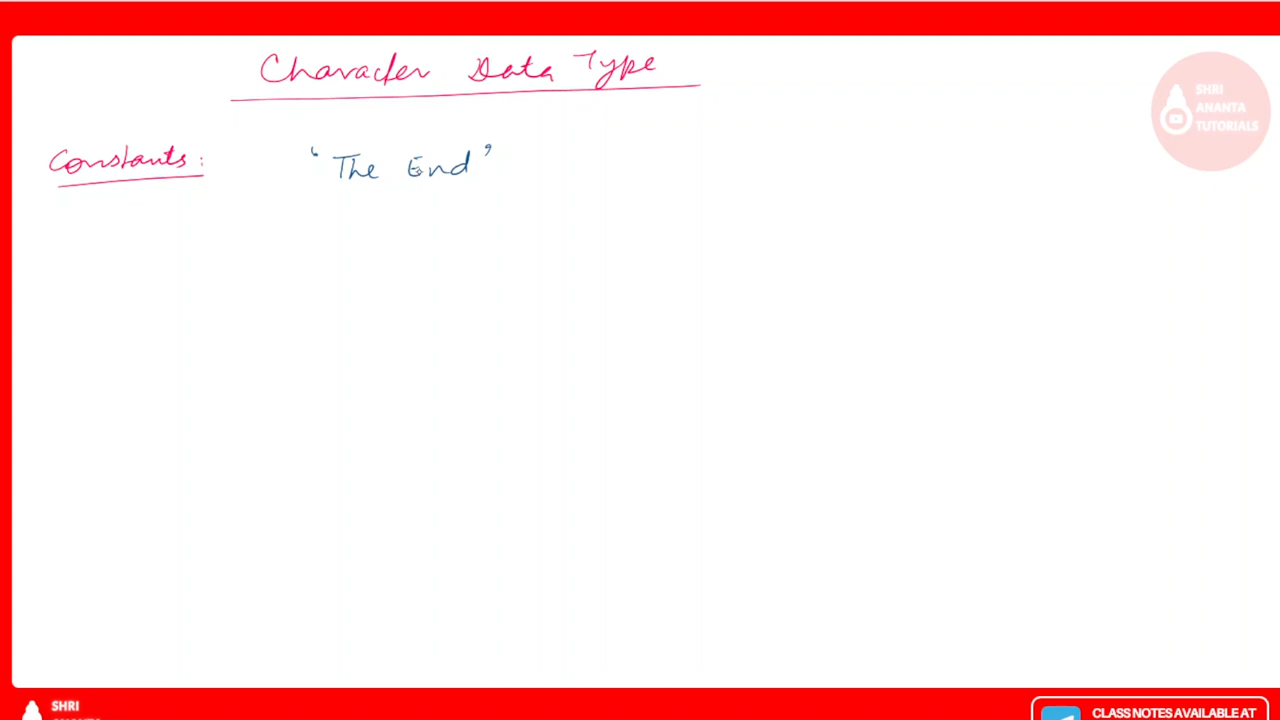 Character Data Type
SHRI
ANANTA
TUTORIALS
Constants: ‘The End’
SHRI
CLASS NOTES AVAILABLE AT